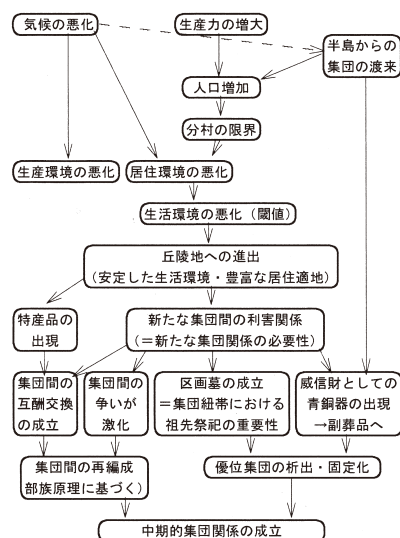 気候の悪化
生産力の増大
半島からの
集団の渡来
人口増加
分村の限界
生産環境の悪化
居住環境の悪化
生活環境の悪化（閾値）
丘陵地への進出
（安定した生活環境・豊富な居住適地）
特産品の
出現
新たな集団間の利害関係
（＝新たな集団関係の必要性）
集団間の
互酬交換
の成立
集団間の
争いが
激化
区画墓の成立
＝集団紐帯における
祖先祭祀の重要性
威信財としての
青銅器の出現
→副葬品へ
集団間の再編成
部族原理に基づく）
優位集団の析出・固定化
中期的集団関係の成立